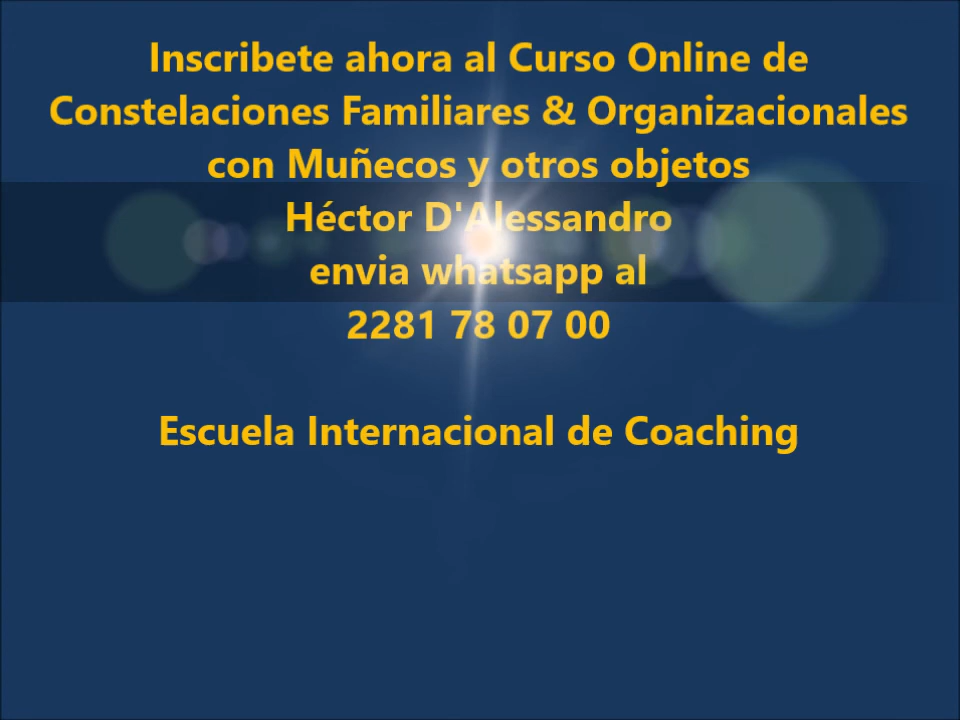 Inscribete ahora al Curso Online de
Constelaciones Familiares & Organizacionales
con Muñecos y otros objetos
Héctor D'Alessandro
envia whatsapp al
2281 78 07 00
Escuela Internacional de Coaching